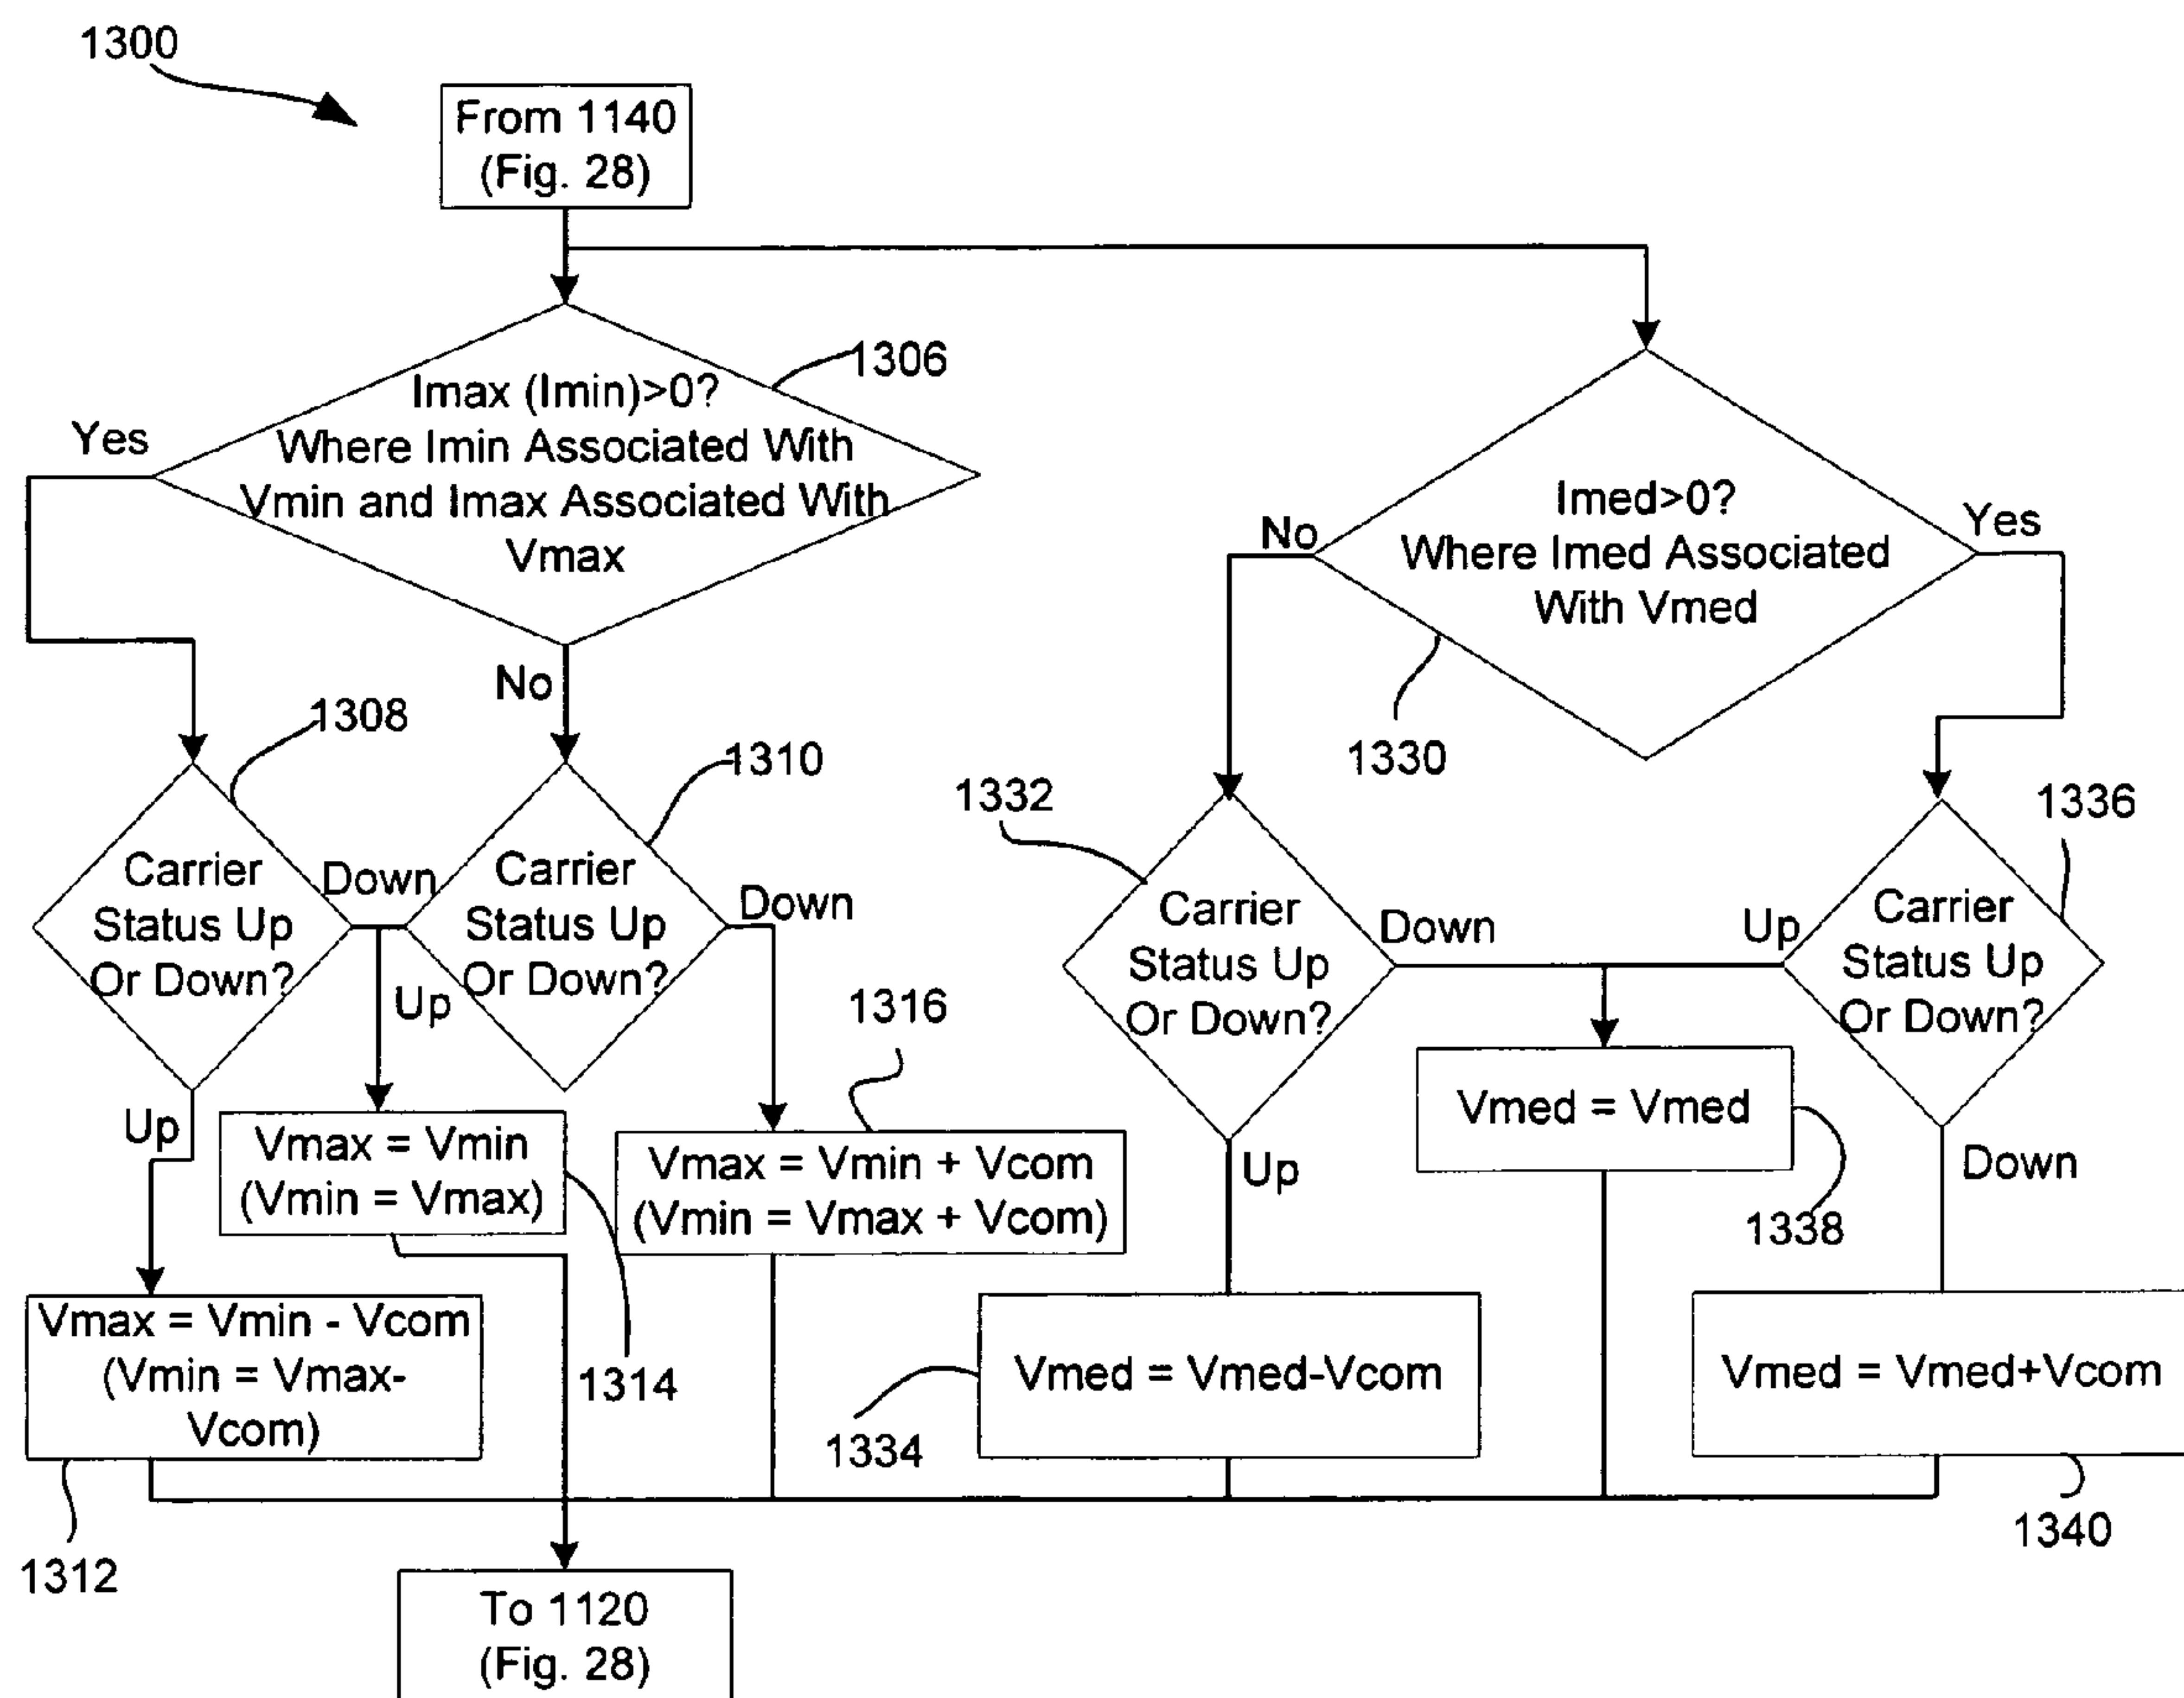 1300
From 1140
(Fig. 28)
1306
Imax (Imin)>0?
Where Imin Associated With
Vmin and Imax Associated With
Vmax
Yes
No
Imed>0?
Where Imed Associated
With Vmed
No
Yes
1330
1308
Carrier
Status Up
Or Down?
Down
Up
1310
Carrier
Status Up
Or Down?
Down
Up
1332
Carrier
Status Up
Or Down?
Down
Up
1336
Carrier
Status Up
Or Down?
Up
Down
1316
Vmax = Vmin
(Vmin = Vmax)
1314
Vmax = Vmin + Vcom
(Vmin = Vmax + Vcom)
Vmed = Vmed
1338
Vmax = Vmin - Vcom
(Vmin = Vmax-
Vcom)
1312
Vmed = Vmed-Vcom
1334
Vmed = Vmed+Vcom
1340
To 1120
(Fig. 28)